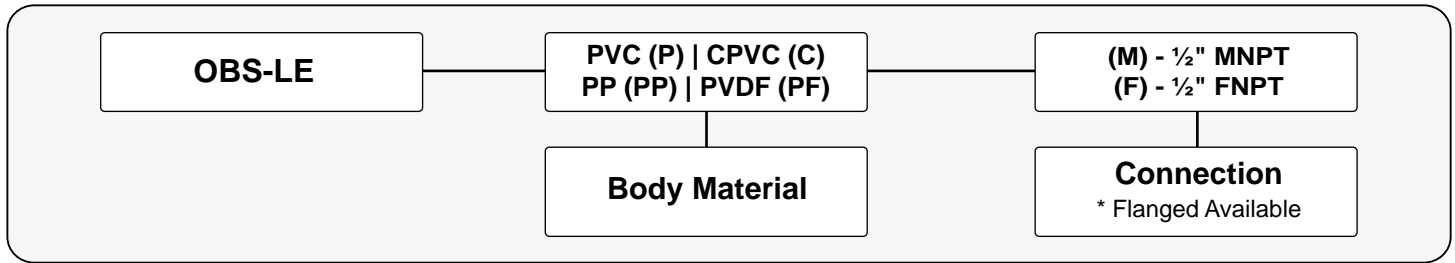 OBS-LE
PVC (P) | CPVC (C)
PP (PP) | PVDF (PF)
(M) - ½" MNPT
(F) - ½" FNPT
Body Material
Connection
* Flanged Available